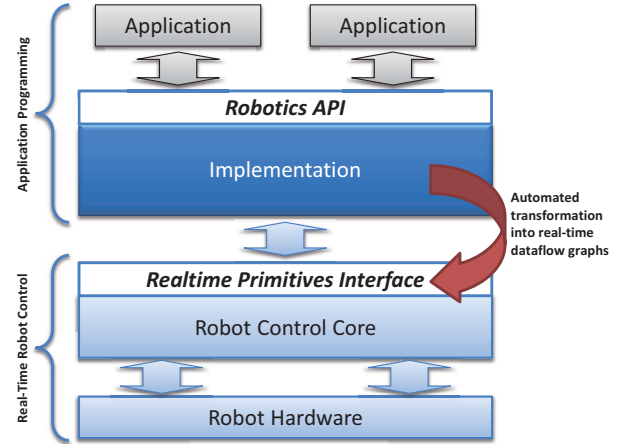 Application Programming
Application
Application
Robotics API
Implementation
Automated
transformation
into real-time
dataflow graphs
Real-Time Robot Control
Realtime Primitives Interface
Robot Control Core
Robot Hardware